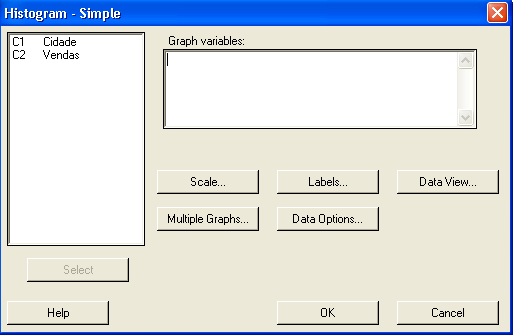 Histogram - Simple
C1 Cidade
C2 Vendas
Graph variables:
Scale...
Labels...
Data View...
Multiple Graphs...
Data Options...
Select
Help
OK
Cancel